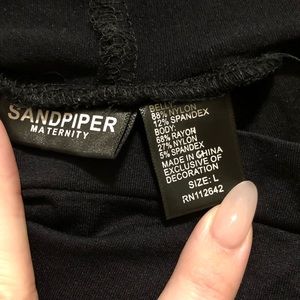 SANDPIPER
MATERNITY
BELLY:
88% NYLON
12% SPANDEX
BODY:
68% RAYON
27% NYLON
5% SPANDEX
MADE IN CHINA
EXCLUSIVE OF
DECORATION
SIZE: L
RN112642